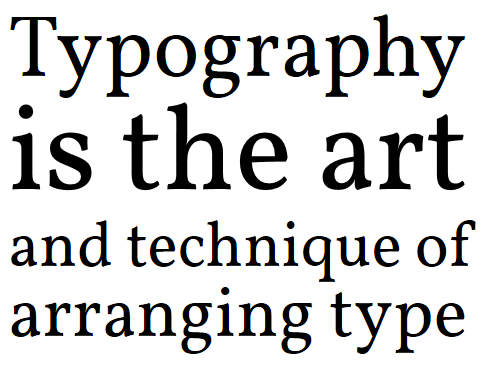 Typography
is the art
and technique of
arranging type